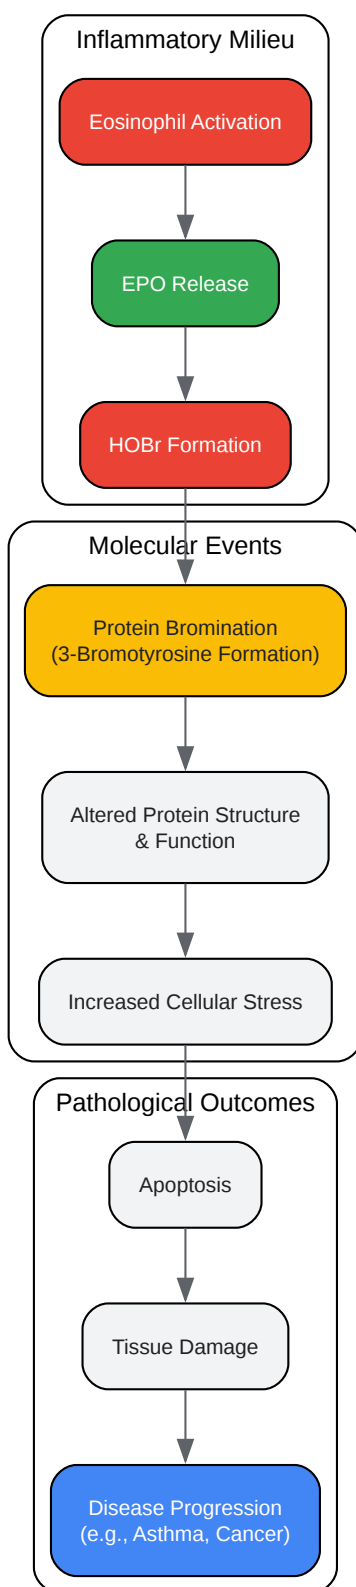 Inflammatory Milieu
Eosinophil Activation
EPO Release
HOBr Formation
Molecular Events
Protein Bromination
(3-Bromotyrosine Formation)
Altered Protein Structure
& Function
Increased Cellular Stress
Pathological Outcomes
Apoptosis
Tissue Damage
Disease Progression
(e.g., Asthma, Cancer)